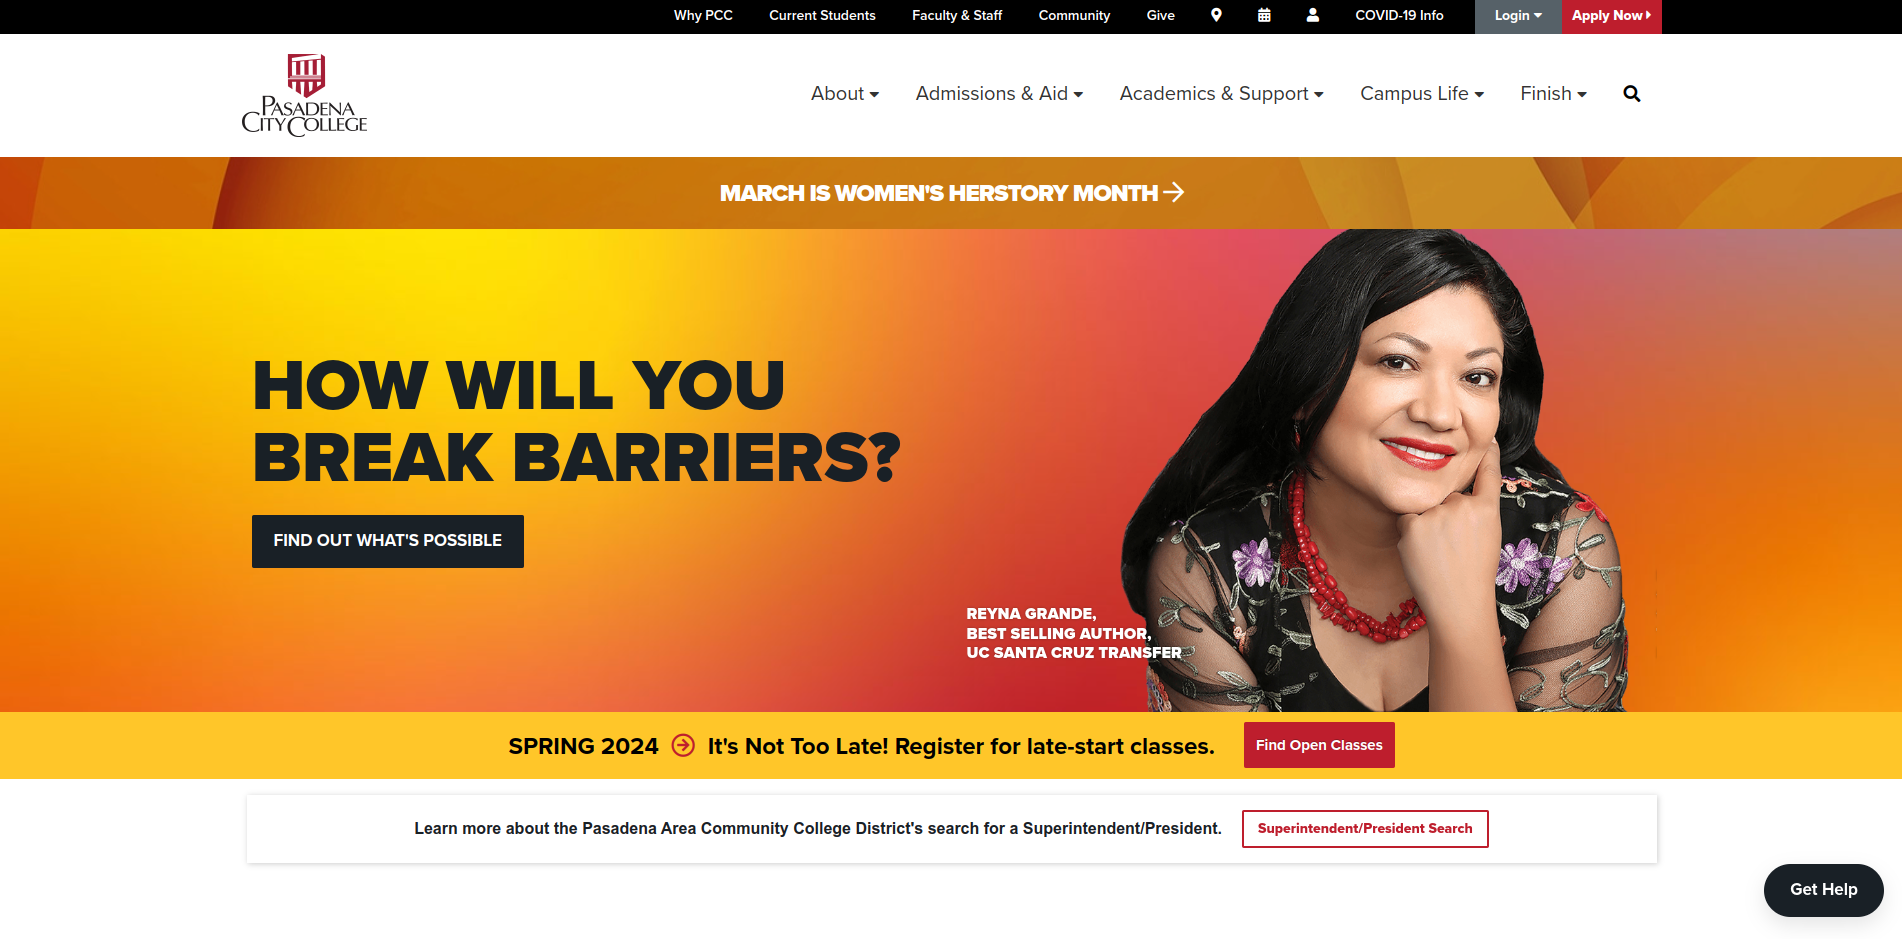 Why PCC
Current Students
Faculty & Staff
Community
Give
COVID-19 Info
Login
Apply Now
PASADENA
CITY COLLEGE
About
Admissions & Aid
Academics & Support
Campus Life
Finish
MARCH IS WOMEN'S HERSTORY MONTH
HOW WILL YOU
BREAK BARRIERS?
FIND OUT WHAT'S POSSIBLE
REYNA GRANDE,
BEST SELLING AUTHOR,
UC SANTA CRUZ TRANSFER
SPRING 2024
It's Not Too Late! Register for late-start classes.
Find Open Classes
Learn more about the Pasadena Area Community College District's search for a Superintendent/President.
Superintendent/President Search
Get Help